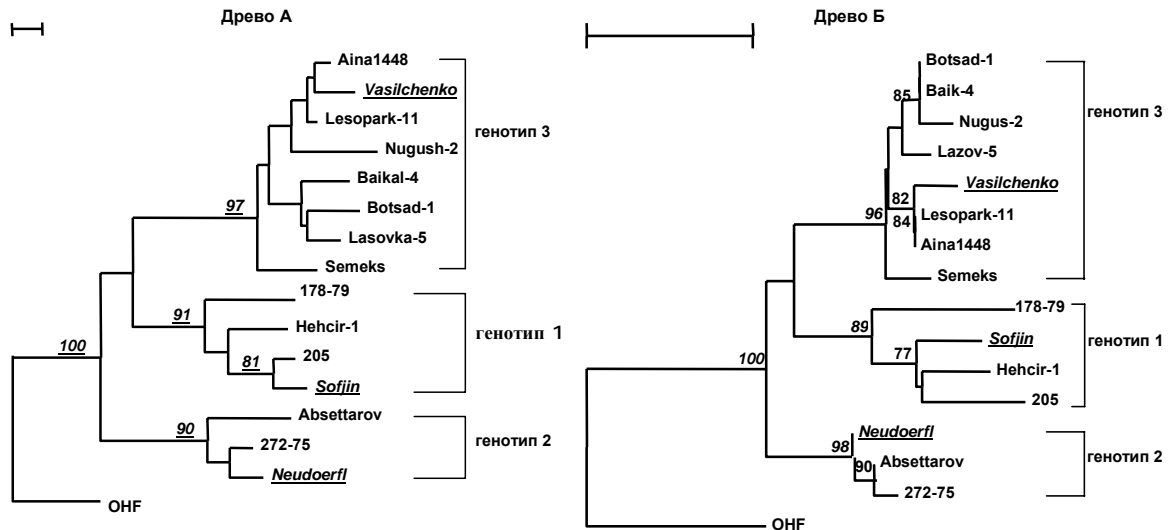 Древо А
Aina1448
Vasilchenko
Lesopark-11
Nugush-2
Baikal-4
Botsad-1
Lasovka-5
Semeks
генотип 3
97
178-79
Hehcir-1
205
Sofjin
генотип 1
91
81
100
Absettarov
272-75
Neudoerfl
генотип 2
90
OHF
Древо Б
Botsad-1
Baik-4
Nugus-2
Lazov-5
Vasilchenko
Lesopark-11
Aina1448
Semeks
генотип 3
85
82
84
96
178-79
Sofjin
Hehcir-1
205
генотип 1
89
77
100
Neudoerfl
Absettarov
272-75
генотип 2
98
90
OHF